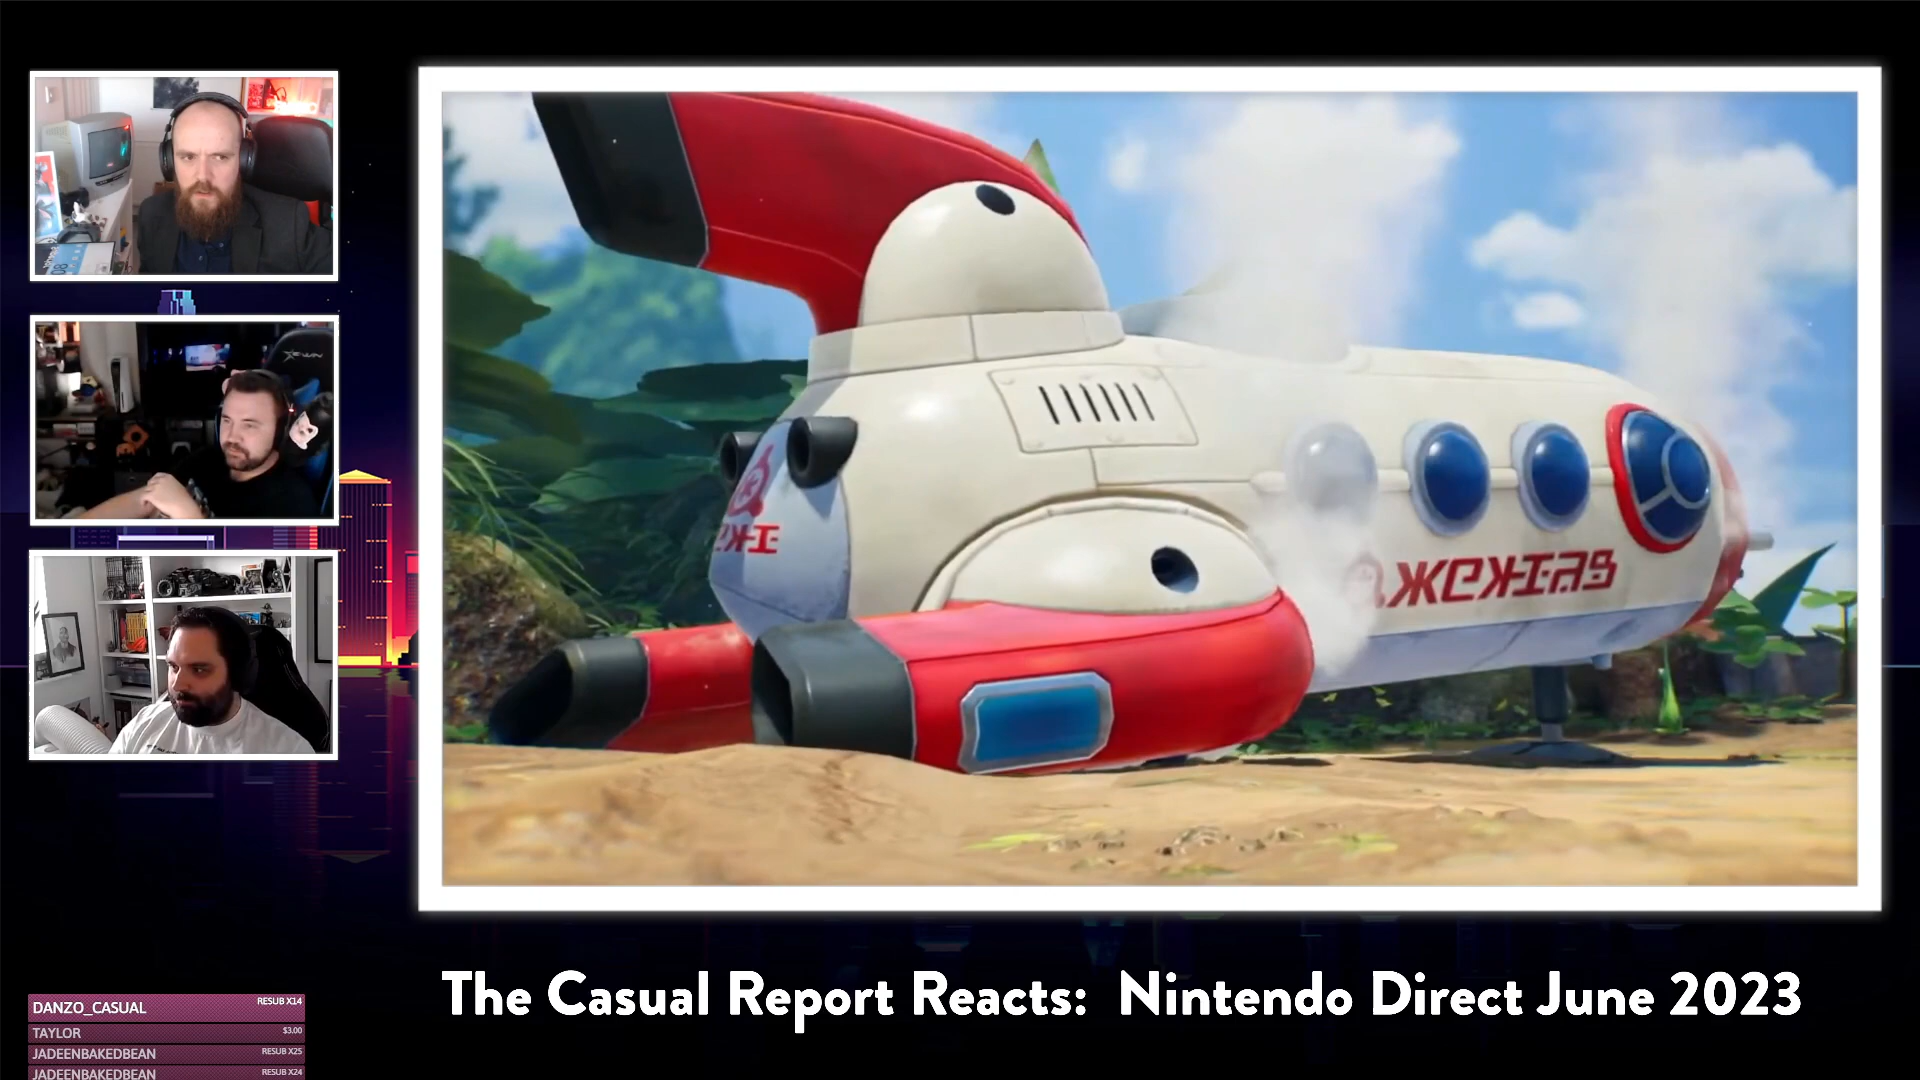 The Casual Report Reacts: Nintendo Direct June 2023
DANZO_CASUAL RESUB X14
TAYLOR $3.00
JADEENBAKEDBEAN RESUB X25
JADEENBAKEDBEAN RESUB X24